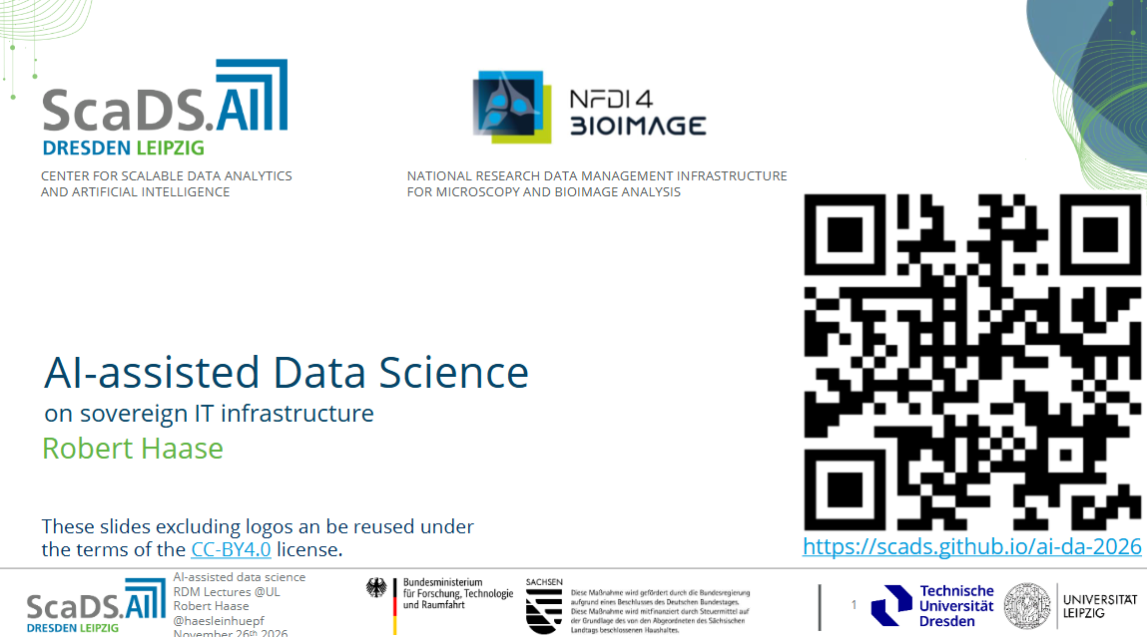 ScaDS.AI
DRESDEN LEIPZIG
CENTER FOR SCALABLE DATA ANALYTICS
AND ARTIFICIAL INTELLIGENCE
NFDI4
BIOIMAGE
NATIONAL RESEARCH DATA MANAGEMENT INFRASTRUCTURE
FOR MICROSCOPY AND BIOIMAGE ANALYSIS
AI-assisted Data Science
on sovereign IT infrastructure
Robert Haase
These slides excluding logos an be reused under
the terms of the CC-BY4.0 license.
https://scads.github.io/ai-da-2026
ScaDS.AI
DRESDEN LEIPZIG
AI-assisted data science
RDM Lectures @UL
Robert Haase
@haesleinhuepf
November 26th 2026
Bundesministerium
für Forschung, Technologie
und Raumfahrt
SACHSEN
Diese Maßnahme wird gefördert durch die Bundesregierung
aufgrund eines Beschlusses des Deutschen Bundestages.
Diese Maßnahme wird mitfinanziert durch Steuermittel auf
der Grundlage des von den Abgeordneten des Sächsischen
Landtags beschlossenen Haushaltes.
1
Technische
Universität
Dresden
UNIVERSITÄT
LEIPZIG